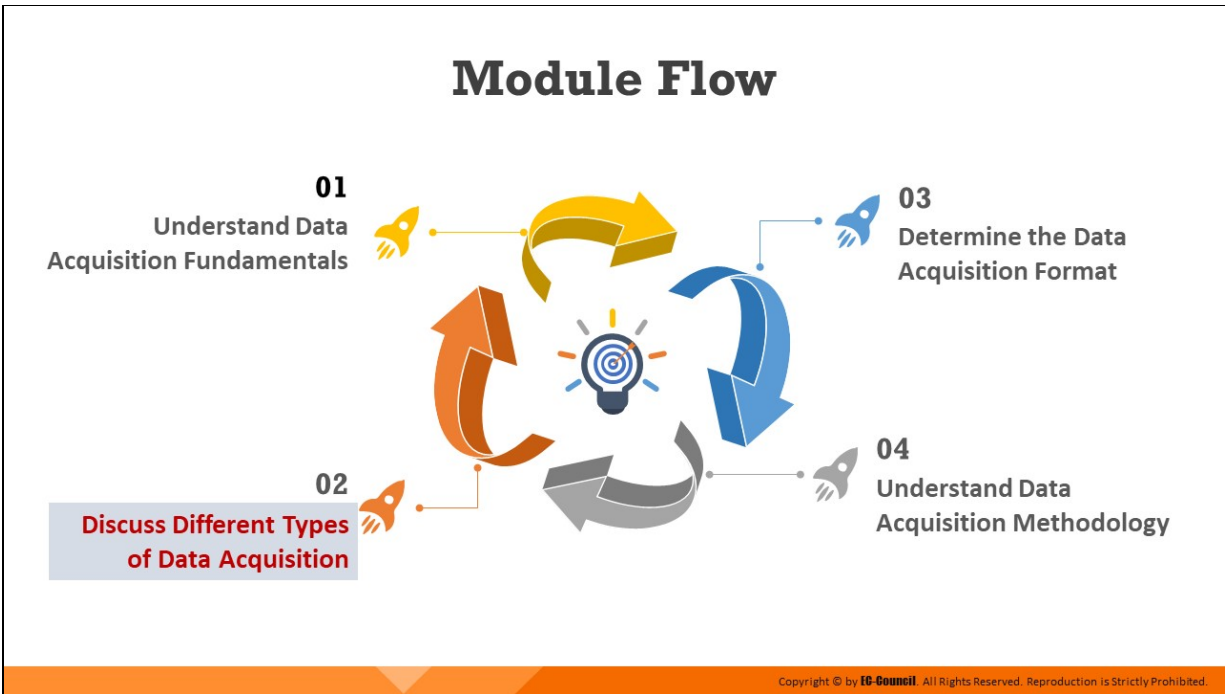 Module Flow
01
Understand Data
Acquisition Fundamentals
02
Discuss Different Types
of Data Acquisition
03
Determine the Data
Acquisition Format
04
Understand Data
Acquisition Methodology
Copyright © by EC-Council. All Rights Reserved. Reproduction is Strictly Prohibited.